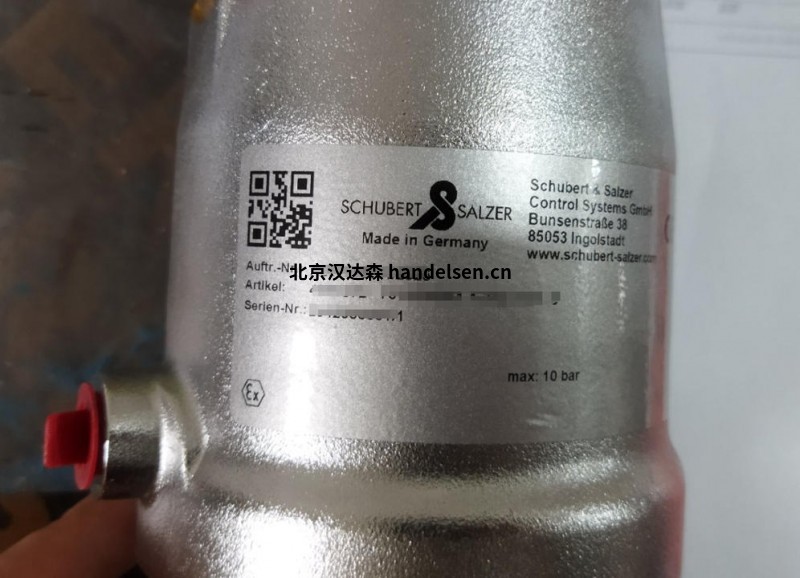 SCHUBERT & SALZER
Made in Germany
Schubert & Salzer
Control Systems GmbH
Bunsenstraße 38
85053 Ingolstadt
www.schubert-salzer.com
Auftr.-Nr
北京汉达森 handelsen.cn
Artikel:
Serien-Nr.:
max: 10 bar
Ex